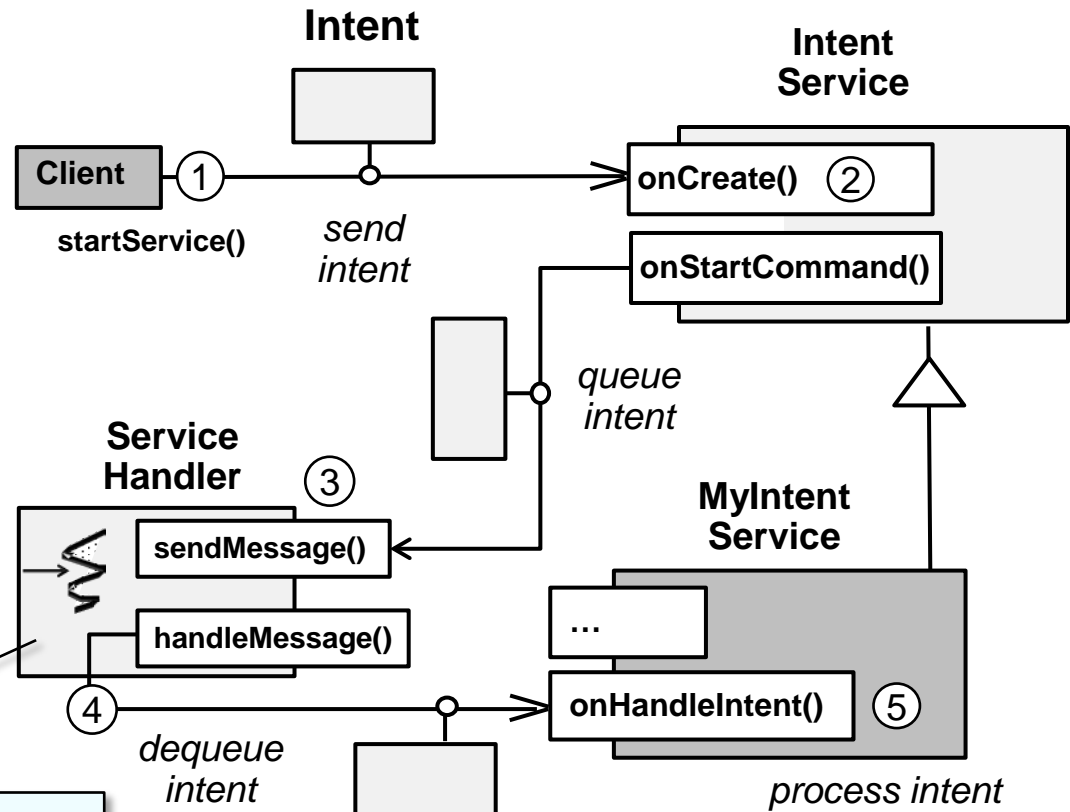 Intent
Intent
Service
Client
1
onCreate()
2
startService()
send
intent
onStartCommand()
queue
intent
Service
Handler
3
MyIntent
Service
sendMessage()
...
handleMessage()
4
onHandleIntent()
5
dequeue
intent
process intent